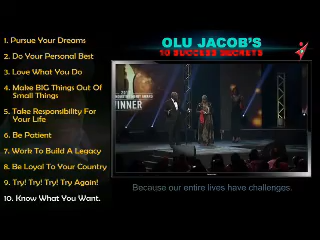 OLU JACOB'S
10 SUCCESS SECRETS
1. Pursue Your Dreams
2. Do Your Personal Best
3. Love What You Do
4. Make BIG Things Out Of
Small Things
5. Take Responsibility For
Your Life
6. Be Patient
7. Work To Build A Legacy
8. Be Loyal To Your Country
9. Try! Try! Try! Try Again!
10. Know What You Want.
WINNER
Because our entire lives have challenges.